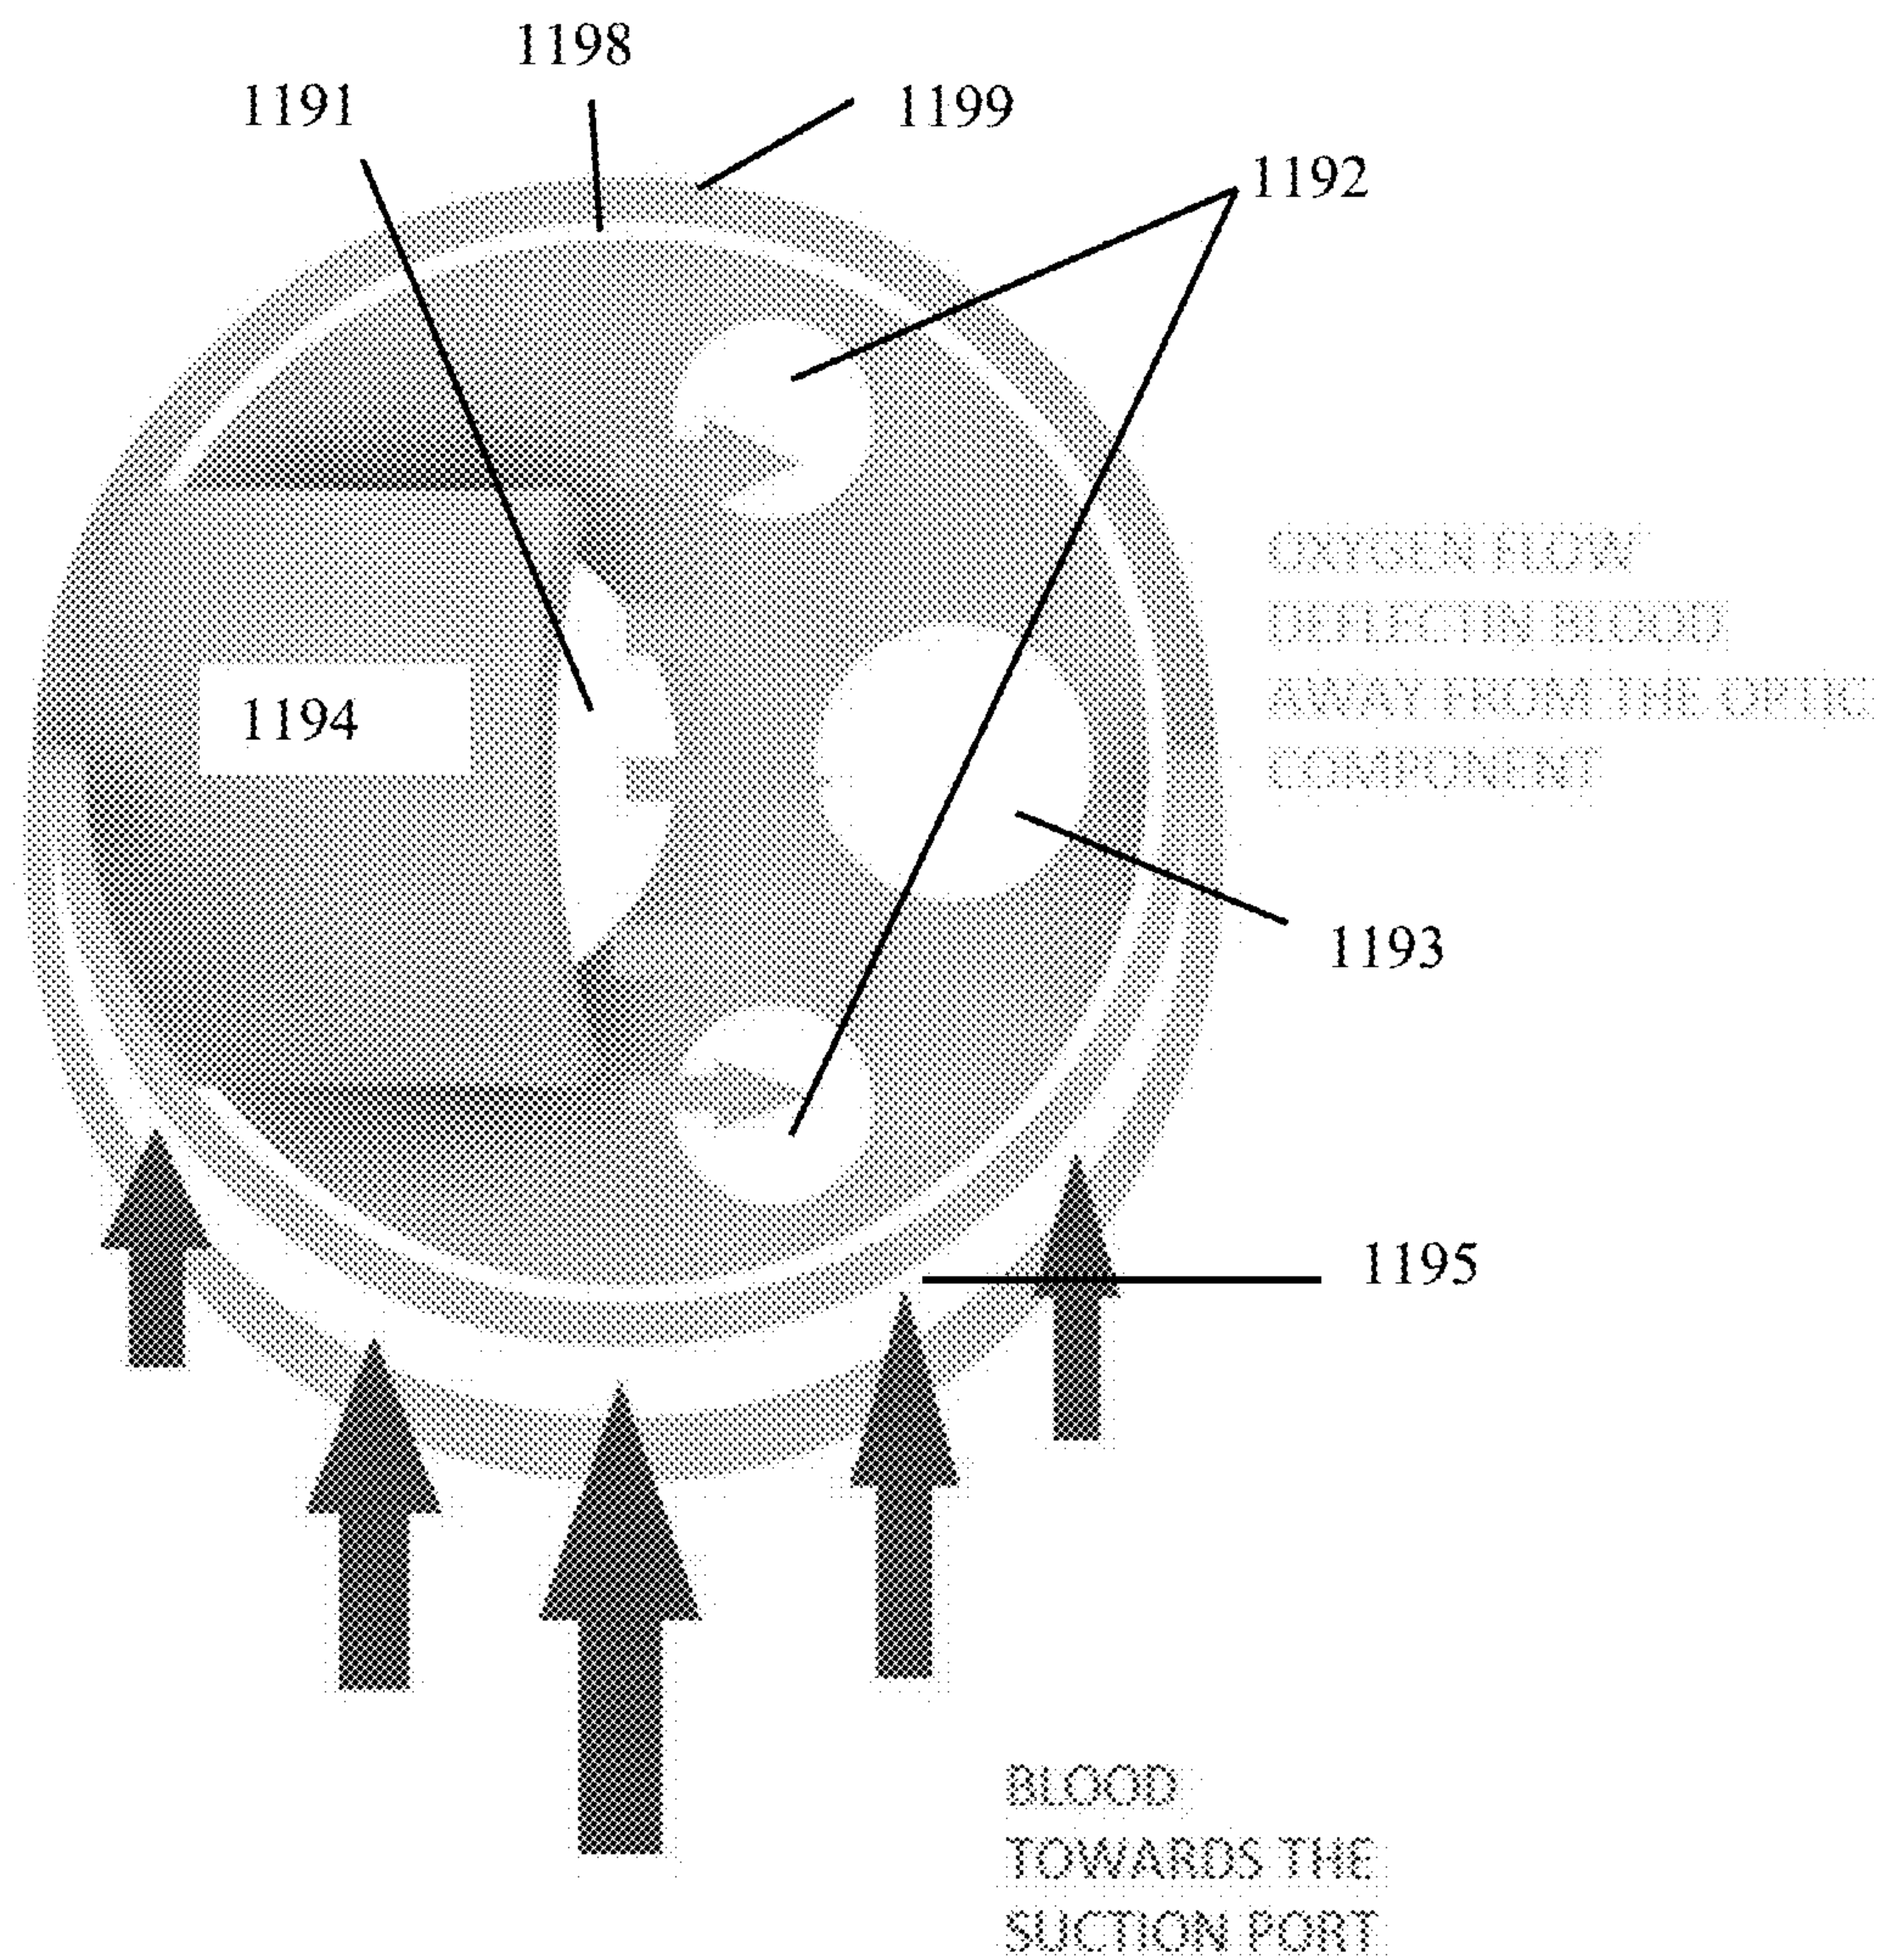 1198
1191
1199
1192
OXYGEN FLOW
DEFLECTIN BLOOD
AWAY FROM THE OPTIC
COMPONENT
1194
1193
1195
BLOOD
TOWARDS THE
SUCTION PORT